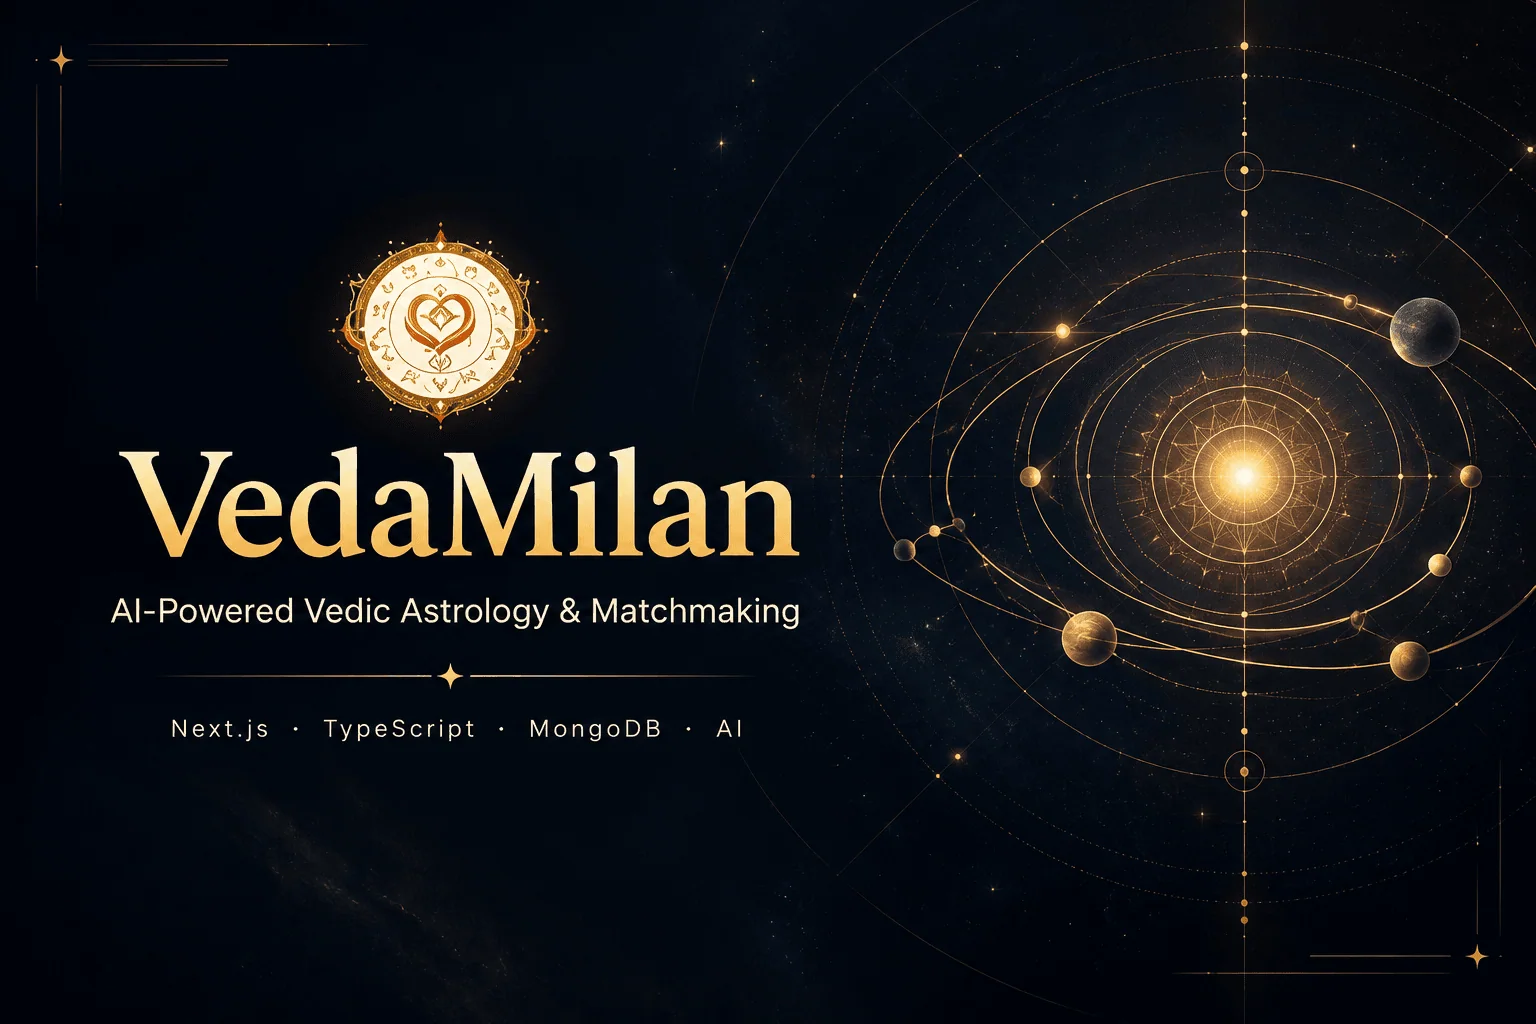 VedaMilan
AI-Powered Vedic Astrology & Matchmaking
Next.js · TypeScript · MongoDB · AI